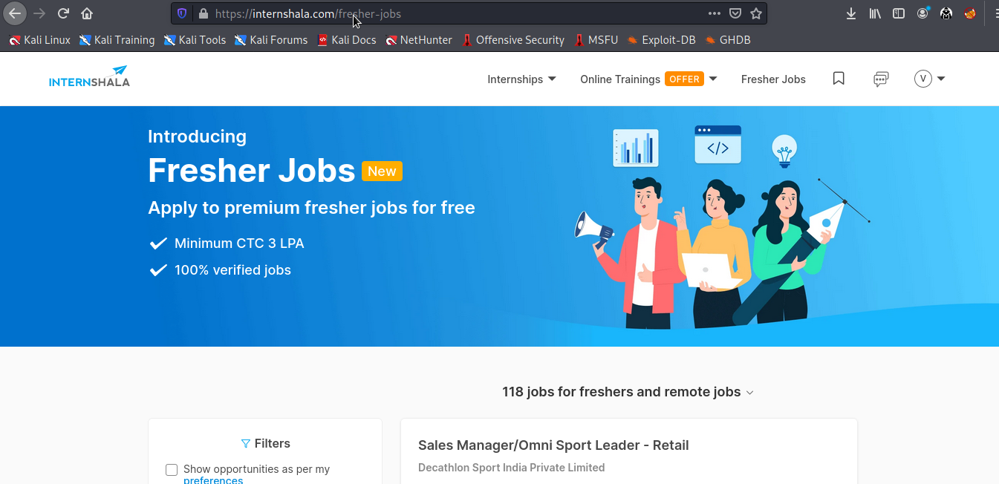 https://internshala.com/fresher-jobs
Kali Linux Kali Training Kali Tools Kali Forums Kali Docs NetHunter Offensive Security MSFU Exploit-DB GHDB
INTERNSHALA Internships Online Trainings OFFER Fresher Jobs V
Introducing
Fresher Jobs New
Apply to premium fresher jobs for free
Minimum CTC 3 LPA
100% verified jobs
</>
118 jobs for freshers and remote jobs
Filters
Show opportunities as per my
preferences
Sales Manager/Omni Sport Leader - Retail
Decathlon Sport India Private Limited